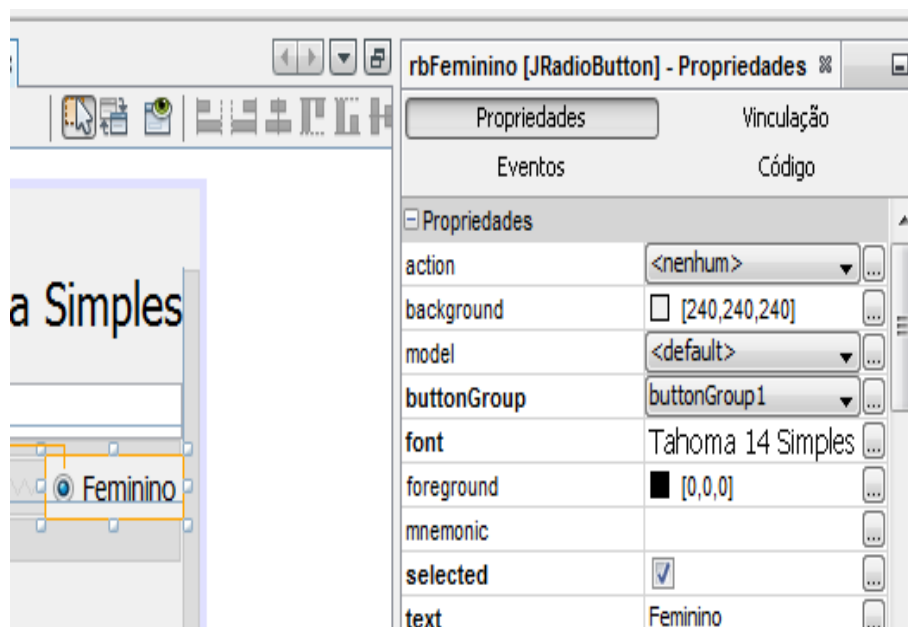 rbFeminino [JRadioButton] - Propriedades
Propriedades
Vinculação
Eventos
Código
Propriedades
action
<nenhum>
...
background
[240,240,240]
...
model
<default>
...
buttonGroup
buttonGroup1
...
font
Tahoma 14 Simples
...
foreground
[0,0,0]
...
mnemonic
...
selected
...
text
Feminino
...
a Simples
Feminino